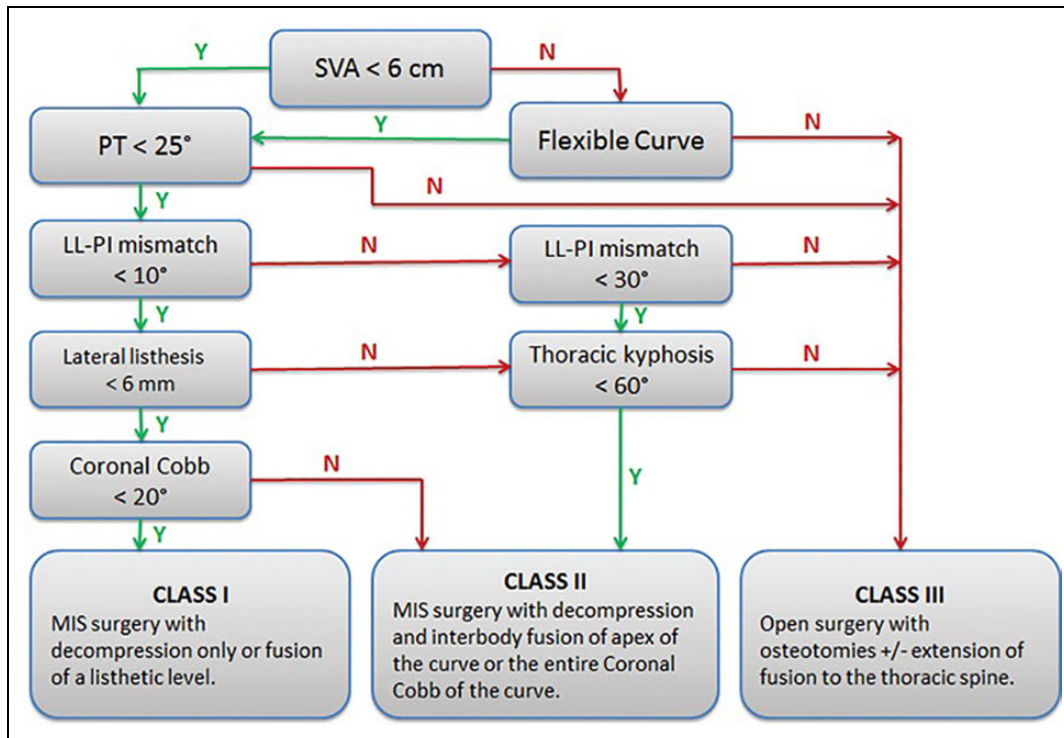 Y
SVA < 6 cm
N
PT < 25°
Y
Flexible Curve
N
N
Y
LL-PI mismatch
< 10°
N
LL-PI mismatch
< 30°
N
Y
Y
Lateral listhesis
< 6 mm
N
Thoracic kyphosis
< 60°
N
Y
Coronal Cobb
< 20°
N
Y
Y
CLASS I
MIS surgery with
decompression only or fusion
of a listhetic level.
CLASS II
MIS surgery with decompression
and interbody fusion of apex of
the curve or the entire Coronal
Cobb of the curve.
CLASS III
Open surgery with
osteotomies +/- extension of
fusion to the thoracic spine.